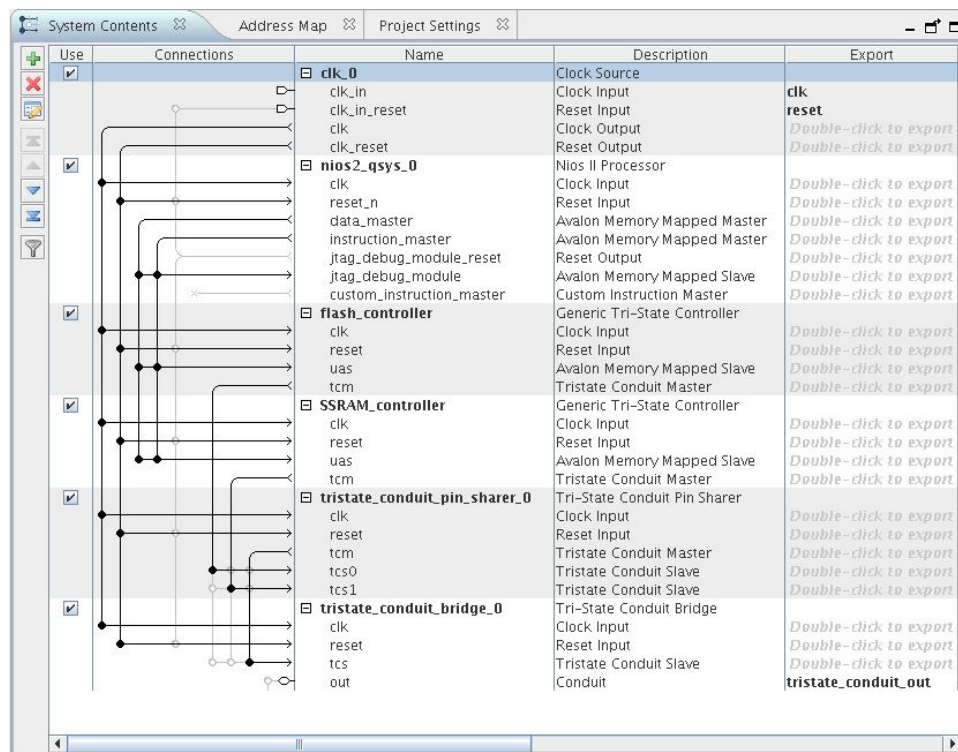 System Contents Address Map Project Settings
Use Connections Name Description Export
clk_0 Clock Source
clk_in Clock Input clk
clk_in_reset Reset Input reset
clk Clock Output Double-click to export
clk_reset Reset Output Double-click to export
nios2_qsys_0 Nios II Processor
clk Clock Input Double-click to export
reset_n Reset Input Double-click to export
data_master Avalon Memory Mapped Master Double-click to export
instruction_master Avalon Memory Mapped Master Double-click to export
jtag_debug_module_reset Reset Output Double-click to export
jtag_debug_module Avalon Memory Mapped Slave Double-click to export
custom_instruction_master Custom Instruction Master Double-click to export
flash_controller Generic Tri-State Controller
clk Clock Input Double-click to export
reset Reset Input Double-click to export
uas Avalon Memory Mapped Slave Double-click to export
tcm Tristate Conduit Master Double-click to export
SSRAM_controller Generic Tri-State Controller
clk Clock Input Double-click to export
reset Reset Input Double-click to export
uas Avalon Memory Mapped Slave Double-click to export
tcm Tristate Conduit Master Double-click to export
tristate_conduit_pin_sharer_0 Tri-State Conduit Pin Sharer
clk Clock Input Double-click to export
reset Reset Input Double-click to export
tcm Tristate Conduit Master Double-click to export
tcs0 Tristate Conduit Slave Double-click to export
tcs1 Tristate Conduit Slave Double-click to export
tristate_conduit_bridge_0 Tri-State Conduit Bridge
clk Clock Input Double-click to export
reset Reset Input Double-click to export
tcs Tristate Conduit Slave Double-click to export
out Conduit tristate_conduit_out